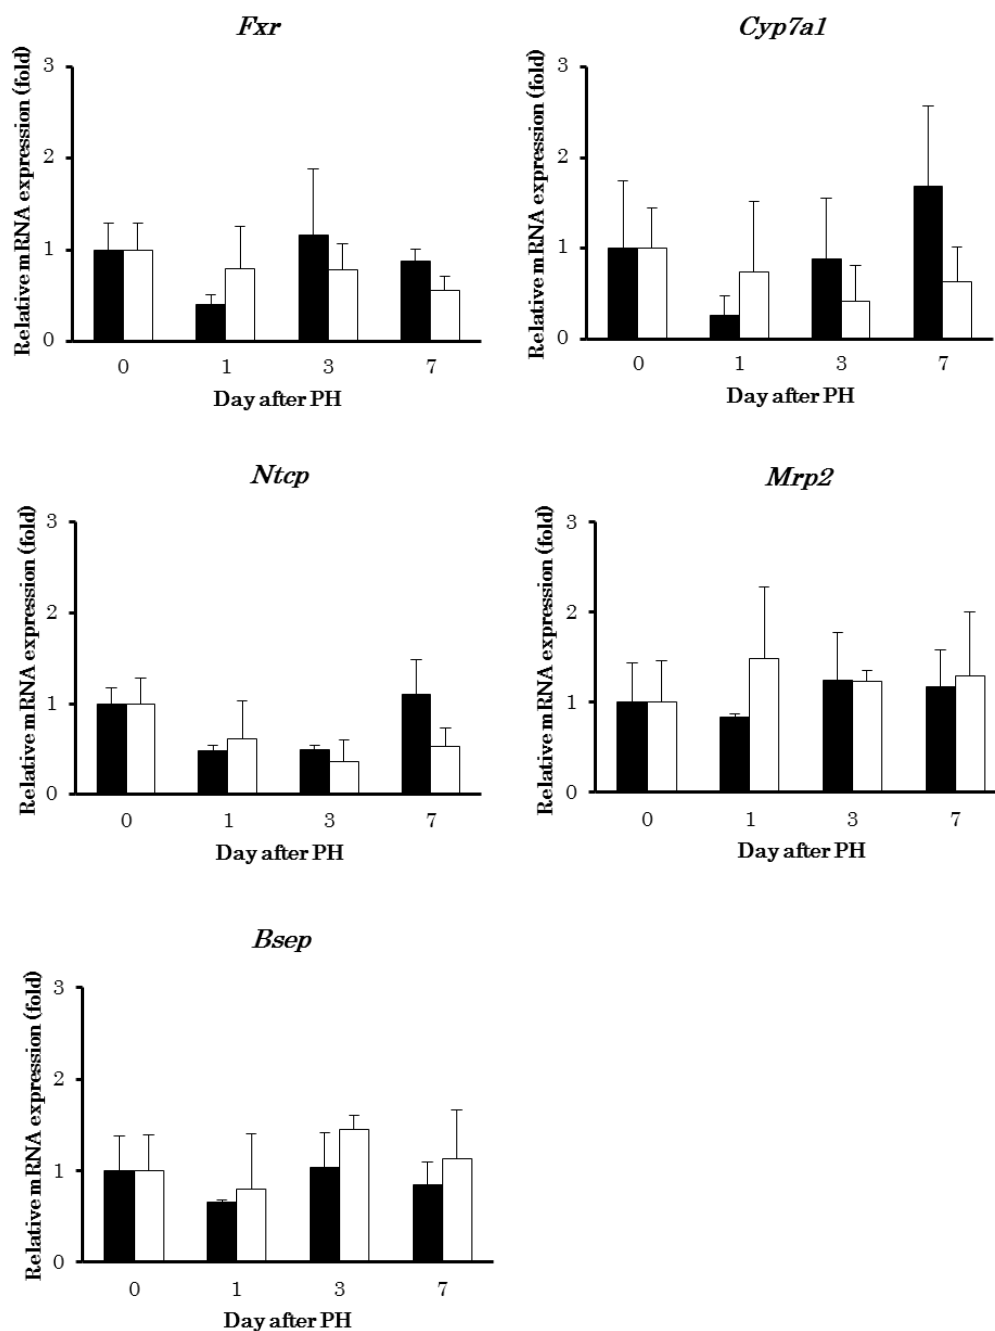 Fxr
Relative mRNA expression (fold)
3
2
1
0
0 1 3 7
Day after PH
Cyp7a1
Relative mRNA expression (fold)
3
2
1
0
0 1 3 7
Day after PH
Ntcp
Relative mRNA expression (fold)
3
2
1
0
0 1 3 7
Day after PH
Mrp2
Relative mRNA expression (fold)
3
2
1
0
0 1 3 7
Day after PH
Bsep
Relative mRNA expression (fold)
3
2
1
0
0 1 3 7
Day after PH